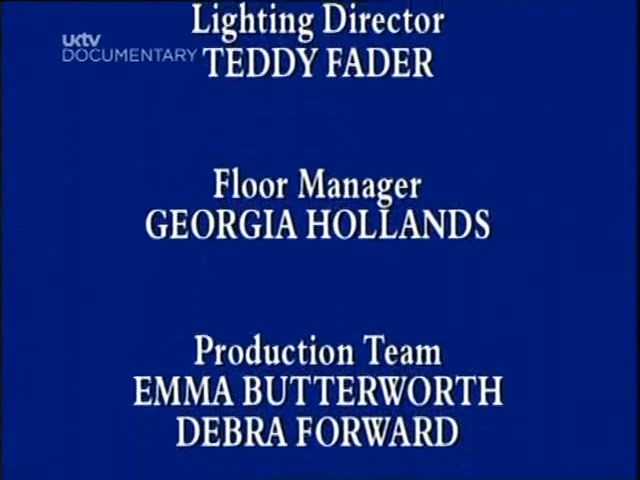 Lighting Director
uktv
DOCUMENTARY
TEDDY FADER
Floor Manager
GEORGIA HOLLANDS
Production Team
EMMA BUTTERWORTH
DEBRA FORWARD